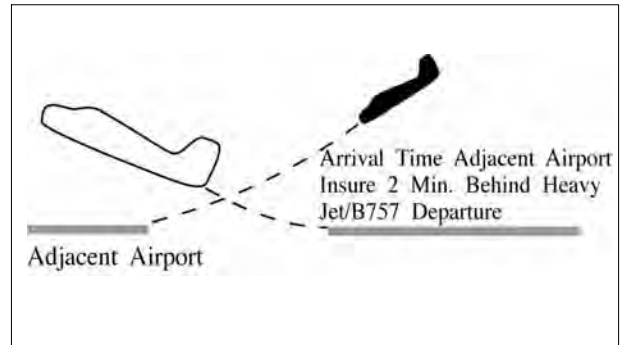 Arrival Time Adjacent Airport
Insure 2 Min. Behind Heavy
Jet/B757 Departure
Adjacent Airport